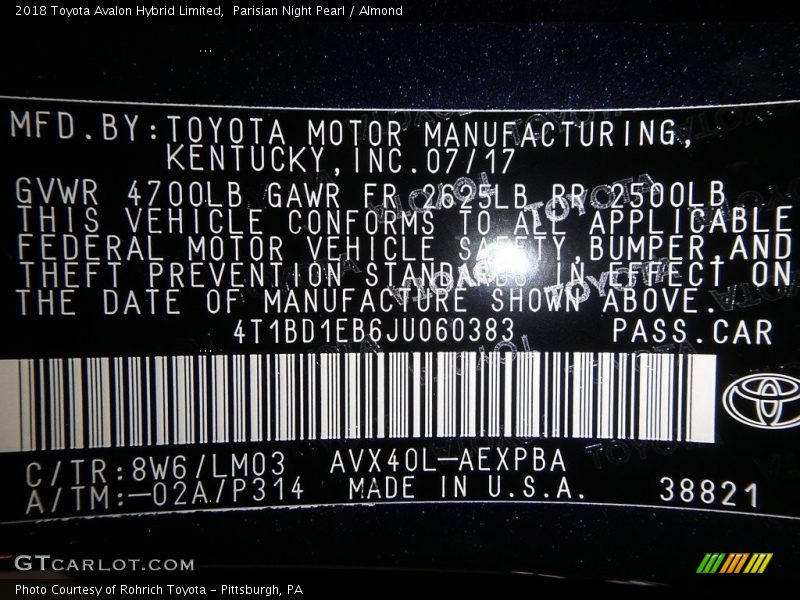 2018 Toyota Avalon Hybrid Limited,  Parisian Night Pearl / Almond
MFD.BY:TOYOTA MOTOR MANUFACTURING,
KENTUCKY,INC.07/17
GVWR 4700LB GAWR FR 2695LB RR 2500LB
THIS VEHICLE CONFORMS TO ALL APPLICABLE
FEDERAL MOTOR VEHICLE SAFETY,BUMPER,AND
THEFT PREVENTION STANDARDS IN EFFECT ON
THE DATE OF MANUFACTURE SHOWN ABOVE.
4T1BD1EB6JU060383 PASS.CAR
C/TR:8W6/LM03 AVX40L-AEXPBA
A/TM:-02A/P314 MADE IN U.S.A. 38821
GTCARLOT.COM
Photo Courtesy of Rohrich Toyota - Pittsburgh, PA